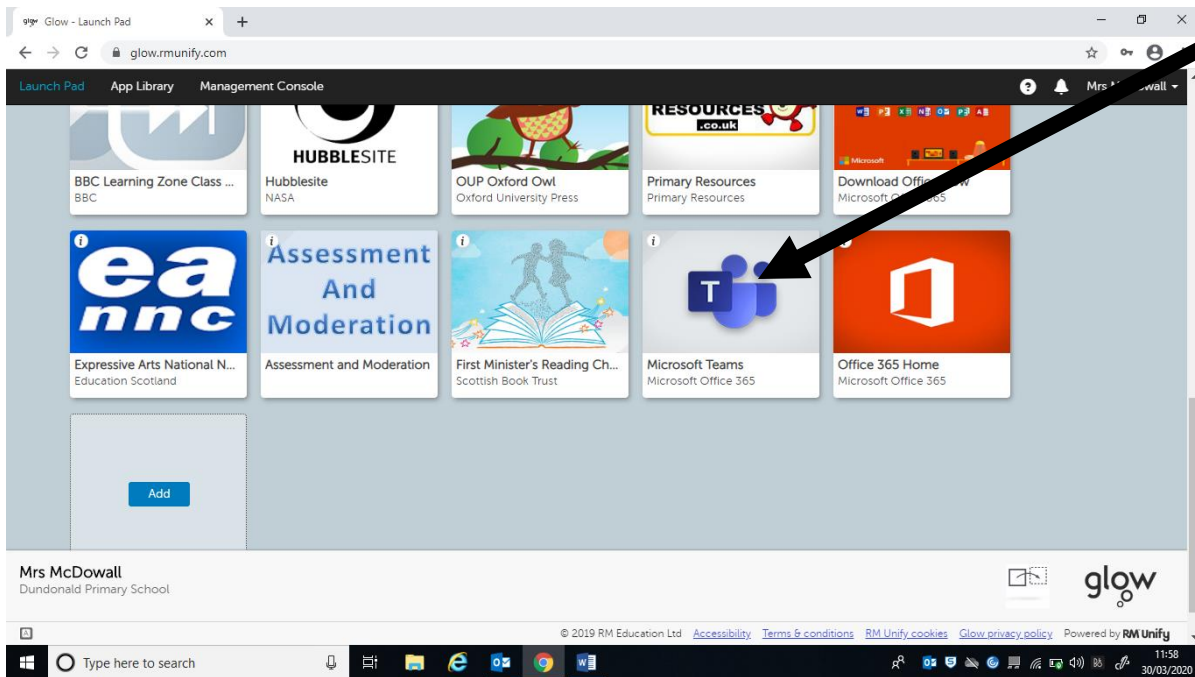 Glow - Launch Pad
glow.rmunify.com
Launch Pad App Library Management Console
Mrs
HUBBLESITE
RESOURCES
.co.uk
Microsoft
BBC Learning Zone Class ...
Hubblesite
OUP Oxford Owl
Primary Resources
Download
BBC
NASA
Oxford University Press
Primary Resources
Microsoft
ea
nnc
Assessment
And
Moderation
T
Expressive Arts National N...
Assessment and Moderation
First Minister's Reading Ch...
Microsoft Teams
Office 365 Home
Education Scotland
Scottish Book Trust
Microsoft Office 365
Microsoft Office 365
Add
Mrs McDowall
Dundonald Primary School
glow
© 2019 RM Education Ltd Accessibility Terms & conditions RM Unify cookies Glow privacy policy Powered by RM Unify
Type here to search
11:58
30/03/2020